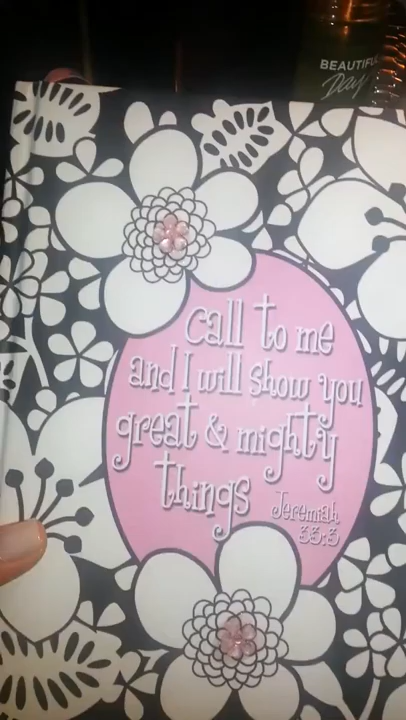 BEAUTIFUL
Day
call to me
and I will show you
great & mighty
things
Jeremiah
33:3